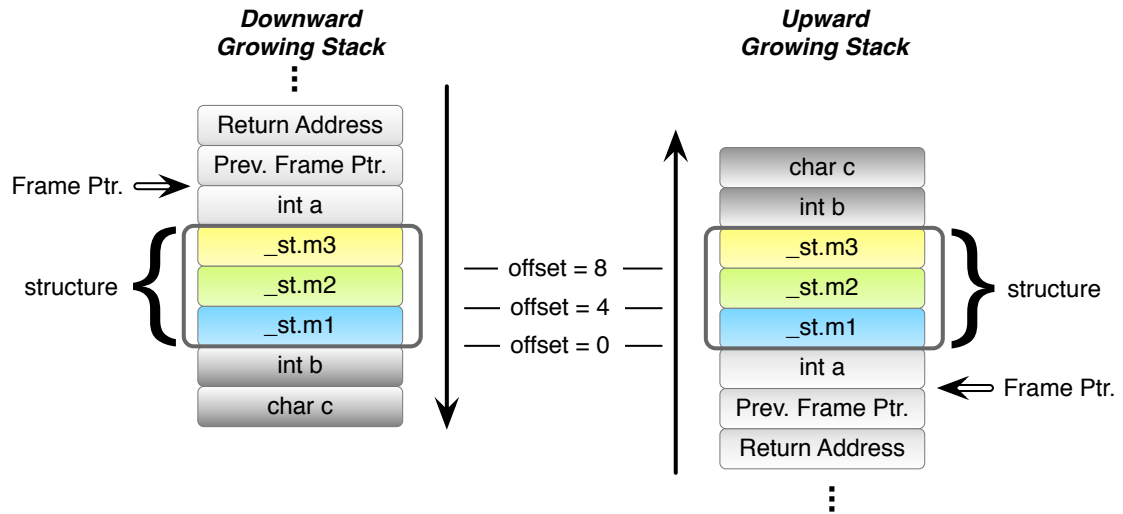 Downward
Growing Stack
Return Address
Prev. Frame Ptr.
Frame Ptr.
int a
_st.m3
_st.m2
structure
_st.m1
int b
char c
offset = 8
offset = 4
offset = 0
Upward
Growing Stack
char c
int b
_st.m3
_st.m2
structure
_st.m1
int a
Frame Ptr.
Prev. Frame Ptr.
Return Address